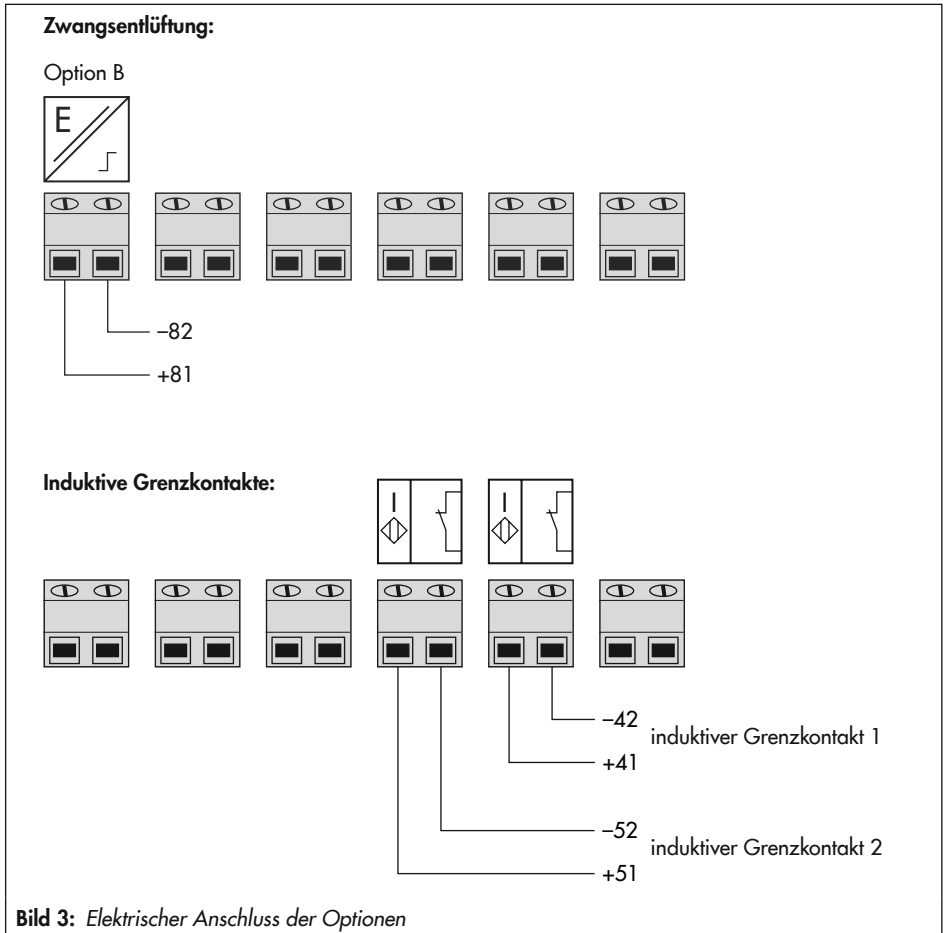 Zwangsentlüftung:
Option B
E
–82
+81
Induktive Grenzkontakte:
I
I
–42
induktiver Grenzkontakt 1
+41
–52
induktiver Grenzkontakt 2
+51
Bild 3: Elektrischer Anschluss der Optionen